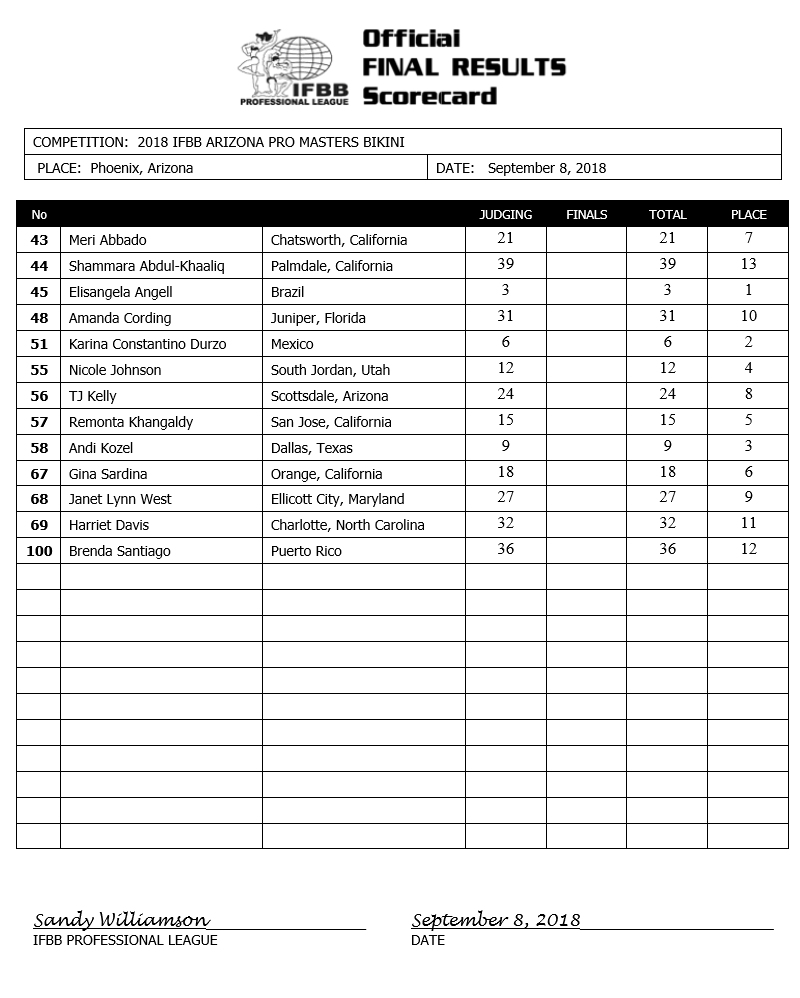 IFBB
PROFESSIONAL LEAGUE
Official
FINAL RESULTS
Scorecard
COMPETITION: 2018 IFBB ARIZONA PRO MASTERS BIKINI
PLACE: Phoenix, Arizona DATE: September 8, 2018
No JUDGING FINALS TOTAL PLACE
43 Meri Abbado Chatsworth, California 21 21 7
44 Shammara Abdul-Khaaliq Palmdale, California 39 39 13
45 Elisangela Angell Brazil 3 3 1
48 Amanda Cording Juniper, Florida 31 31 10
51 Karina Constantino Durzo Mexico 6 6 2
55 Nicole Johnson South Jordan, Utah 12 12 4
56 TJ Kelly Scottsdale, Arizona 24 24 8
57 Remonta Khangaldy San Jose, California 15 15 5
58 Andi Kozel Dallas, Texas 9 9 3
67 Gina Sardina Orange, California 18 18 6
68 Janet Lynn West Ellicott City, Maryland 27 27 9
69 Harriet Davis Charlotte, North Carolina 32 32 11
100 Brenda Santiago Puerto Rico 36 36 12
Sandy Williamson September 8, 2018
IFBB PROFESSIONAL LEAGUE DATE